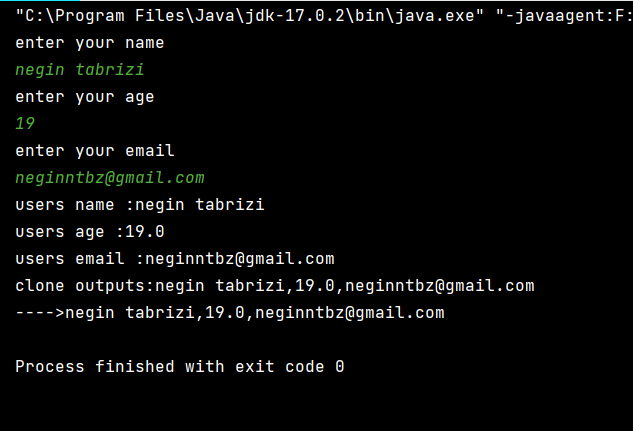 "C:\Program Files\Java\jdk-17.0.2\bin\java.exe" "-javaagent:F:
enter your name
negin tabrizi
enter your age
19
enter your email
neginntbz@gmail.com
users name :negin tabrizi
users age :19.0
users email :neginntbz@gmail.com
clone outputs:negin tabrizi,19.0,neginntbz@gmail.com
---->negin tabrizi,19.0,neginntbz@gmail.com
Process finished with exit code 0